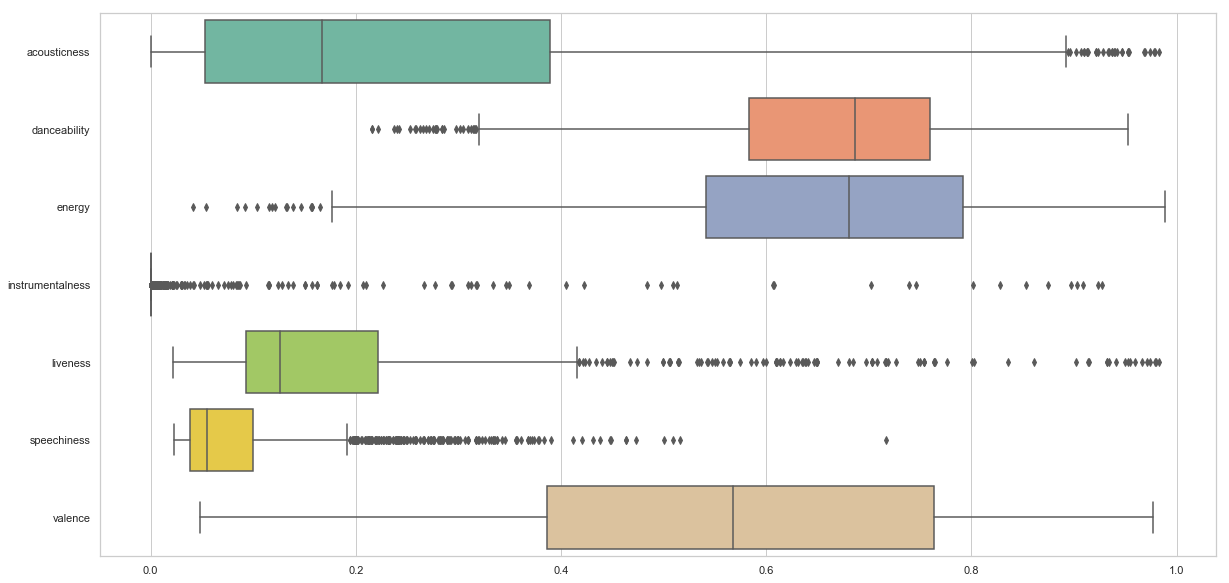 acousticness
danceability
energy
instrumentalness
liveness
speechiness
valence
0.0 0.2 0.4 0.6 0.8 1.0